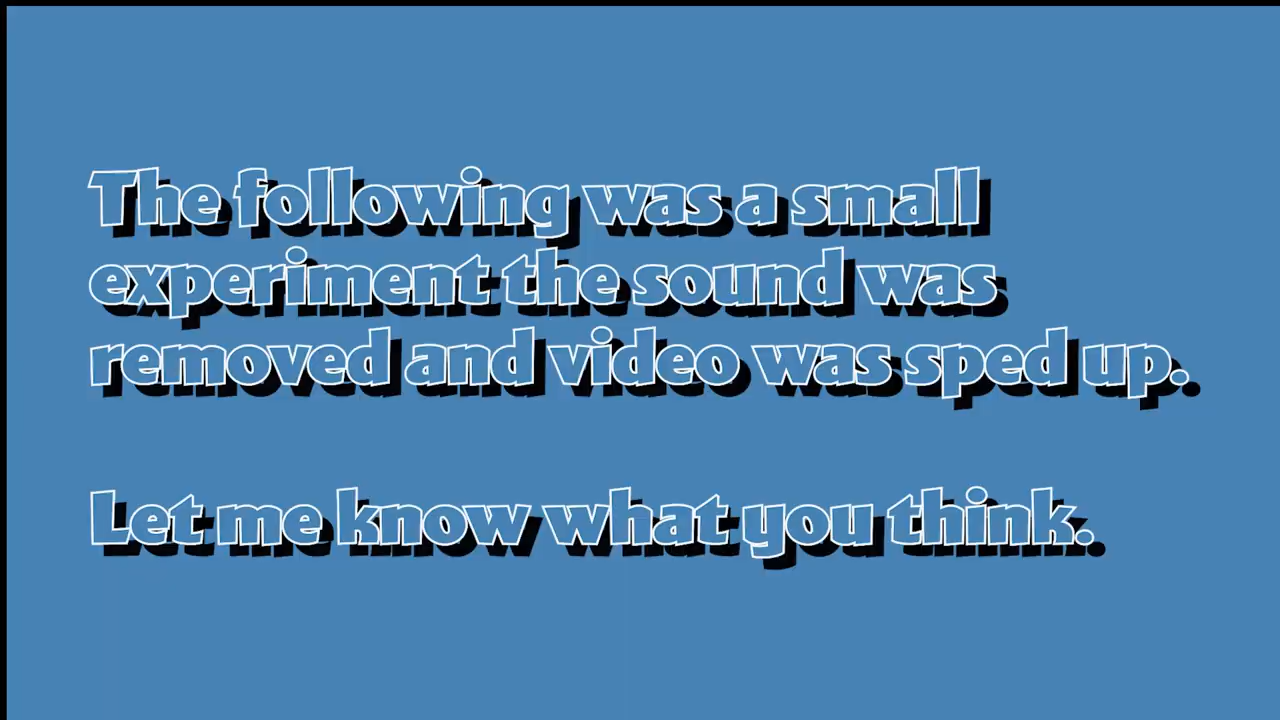 The following was a small
experiment the sound was
removed and video was sped up.
Let me know what you think.